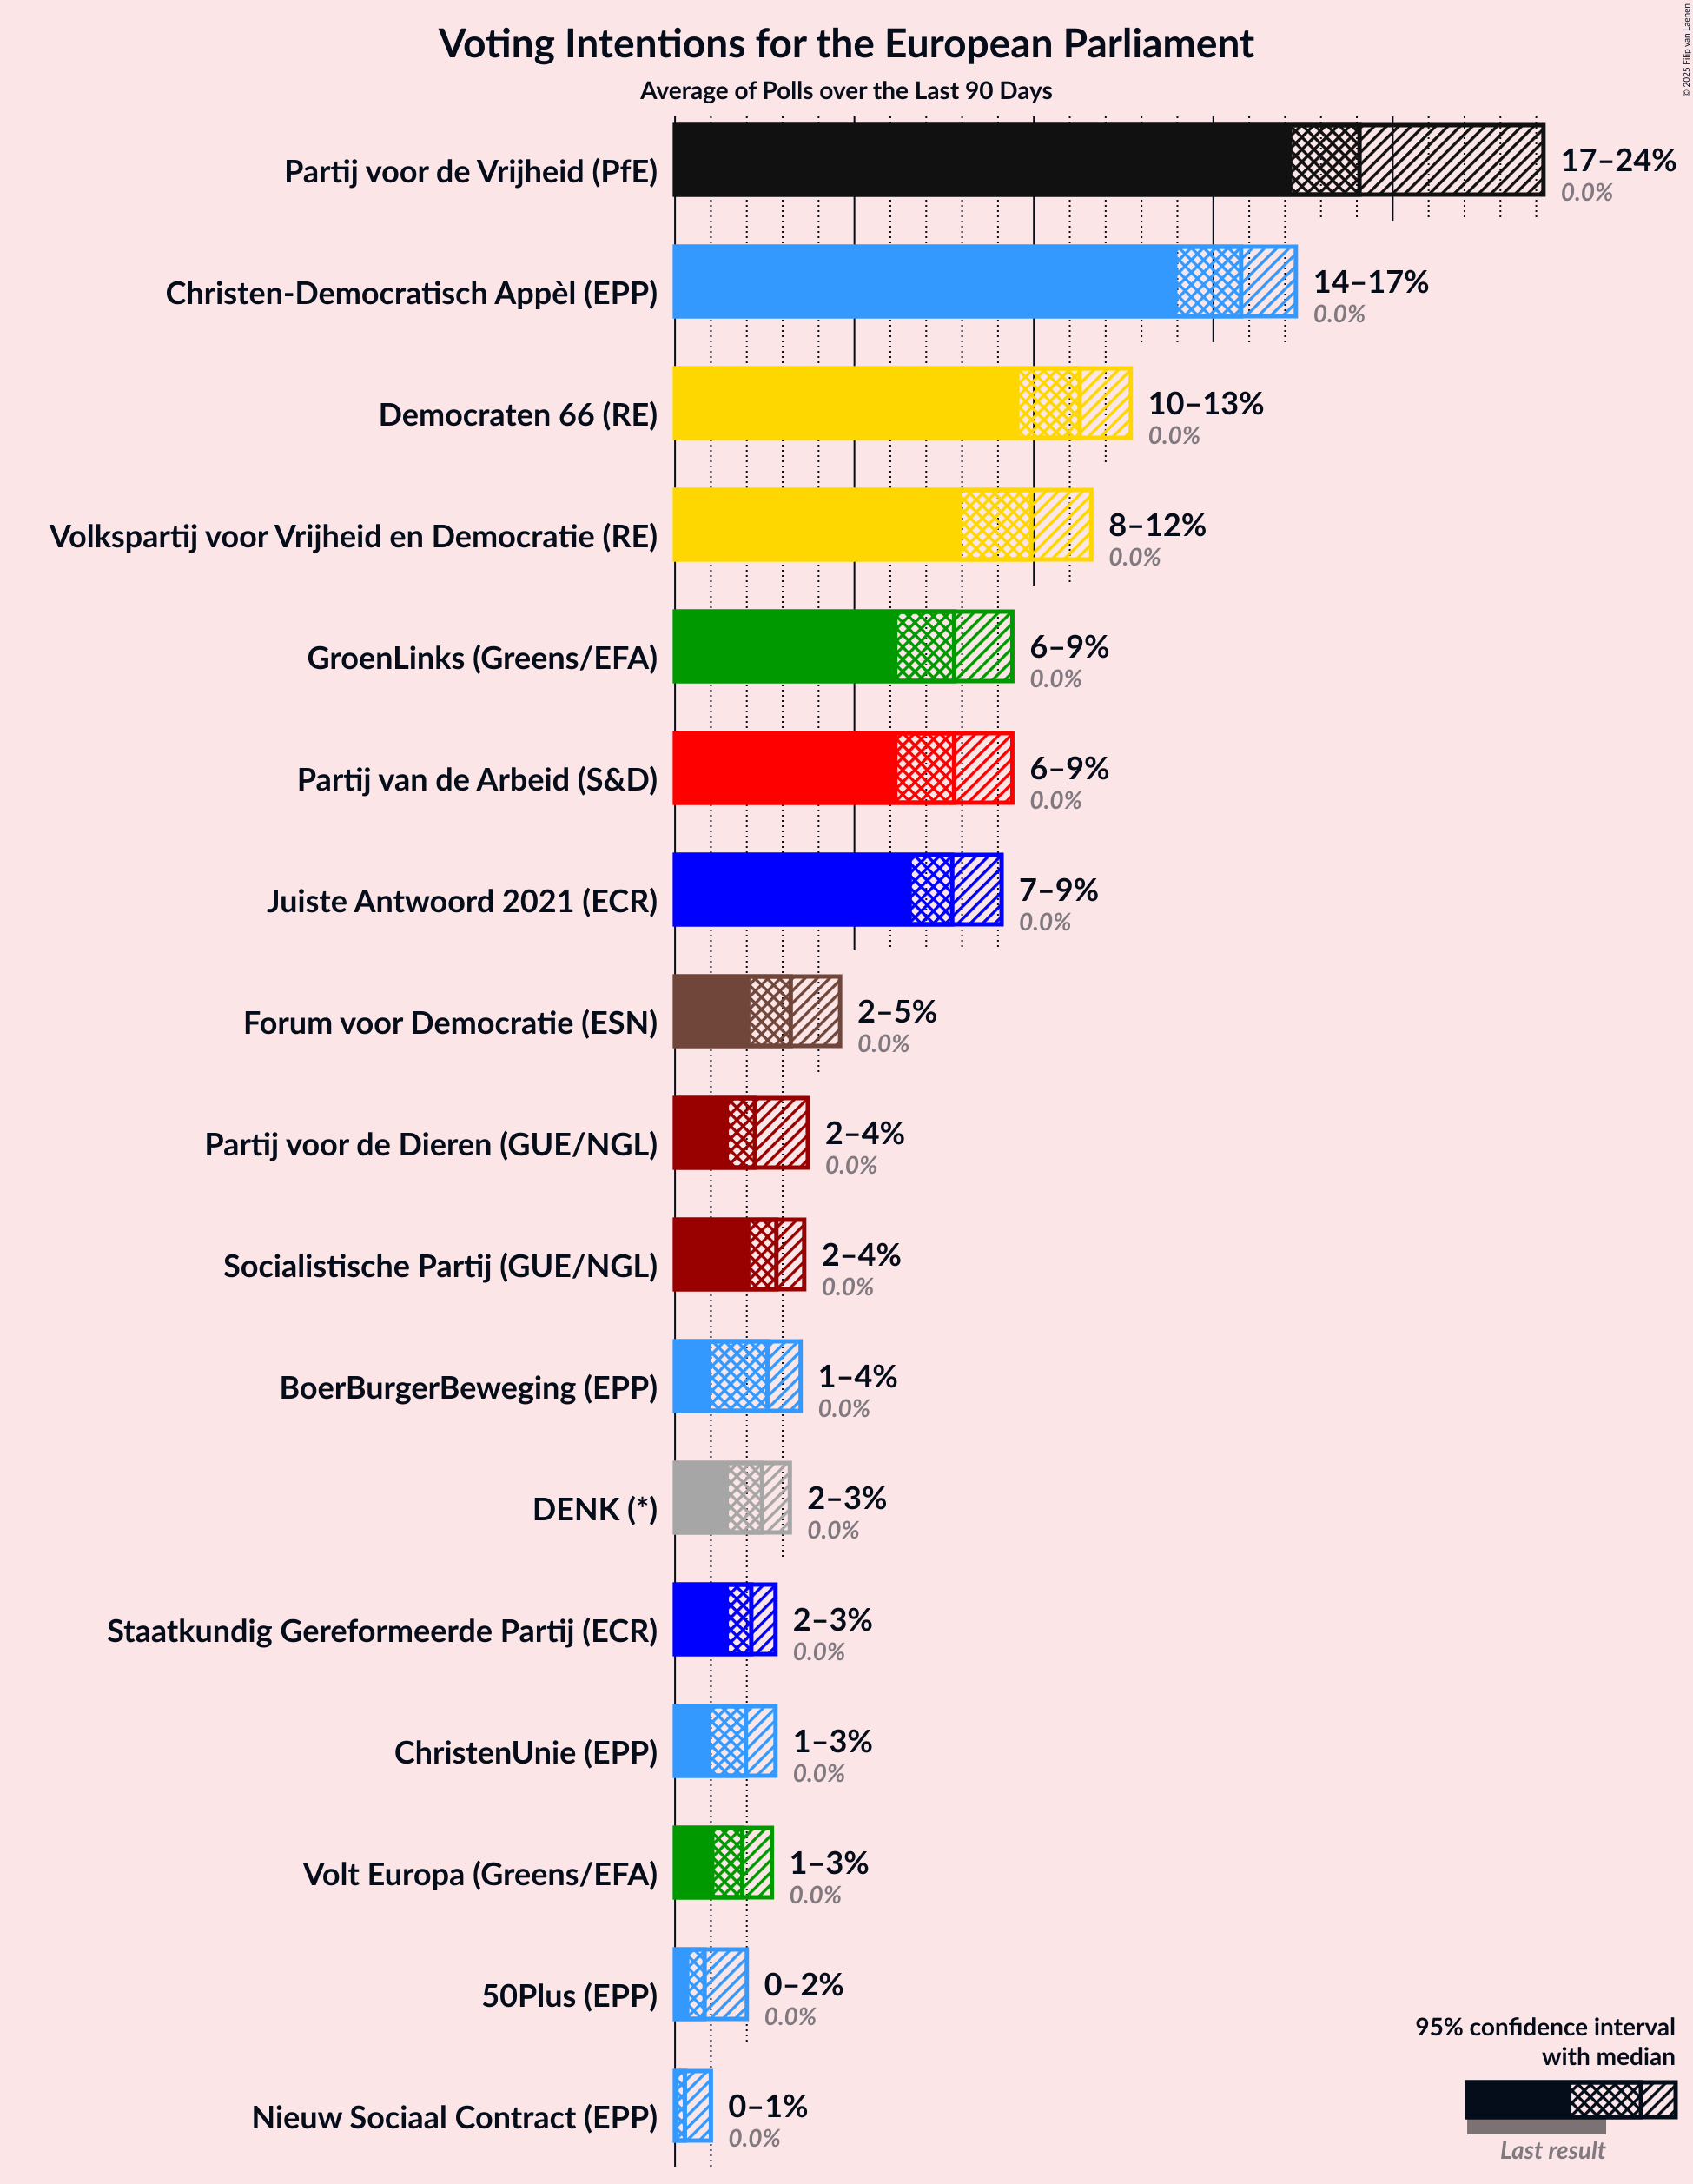 Voting Intentions for the European Parliament
Average of Polls over the Last 90 Days
© 2025 Filip van Laenen
Partij voor de Vrijheid (PfE)
17–24%
0.0%
Christen-Democratisch Appèl (EPP)
14–17%
0.0%
Democraten 66 (RE)
10–13%
0.0%
Volkspartij voor Vrijheid en Democratie (RE)
8–12%
0.0%
GroenLinks (Greens/EFA)
6–9%
0.0%
Partij van de Arbeid (S&D)
6–9%
0.0%
Juiste Antwoord 2021 (ECR)
7–9%
0.0%
Forum voor Democratie (ESN)
2–5%
0.0%
Partij voor de Dieren (GUE/NGL)
2–4%
0.0%
Socialistische Partij (GUE/NGL)
2–4%
0.0%
BoerBurgerBeweging (EPP)
1–4%
0.0%
DENK (*)
2–3%
0.0%
Staatkundig Gereformeerde Partij (ECR)
2–3%
0.0%
ChristenUnie (EPP)
1–3%
0.0%
Volt Europa (Greens/EFA)
1–3%
0.0%
50Plus (EPP)
0–2%
0.0%
Nieuw Sociaal Contract (EPP)
0–1%
0.0%
95% confidence interval
with median
Last result